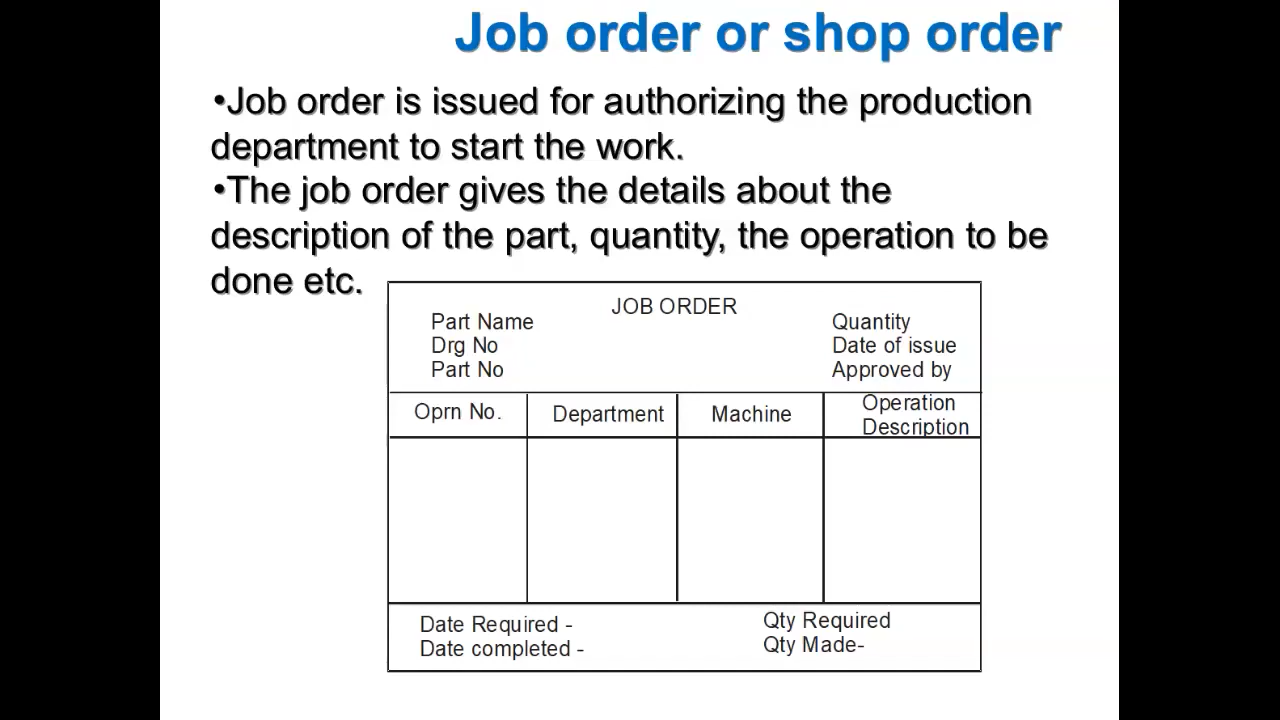 Job order or shop order
•Job order is issued for authorizing the production
department to start the work.
•The job order gives the details about the
description of the part, quantity, the operation to be
done etc.
JOB ORDER
Part Name
Drg No
Part No
Quantity
Date of issue
Approved by
Oprn No.
Department
Machine
Operation
Description
Date Required -
Date completed -
Qty Required
Qty Made-